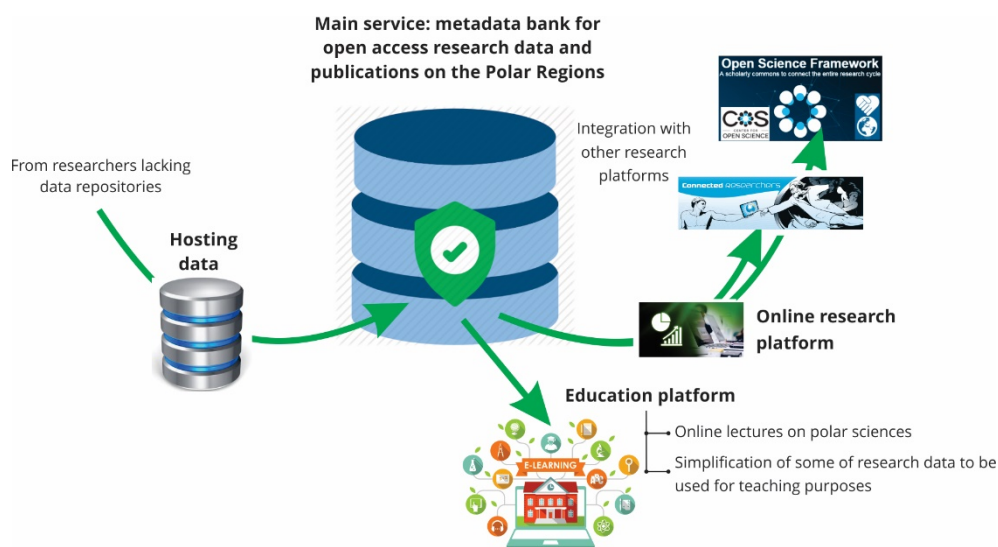 Main service: metadata bank for
open access research data and
publications on the Polar Regions
Open Science Framework
A scholarly commons to connect the entire research cycle
COS
CENTER FOR
OPEN SCIENCE
Integration with
other research
platforms
Connected Researchers
From researchers lacking
data repositories
Hosting
data
Online research
platform
Education platform
E-LEARNING
Online lectures on polar sciences
Simplification of some of research data to be
used for teaching purposes